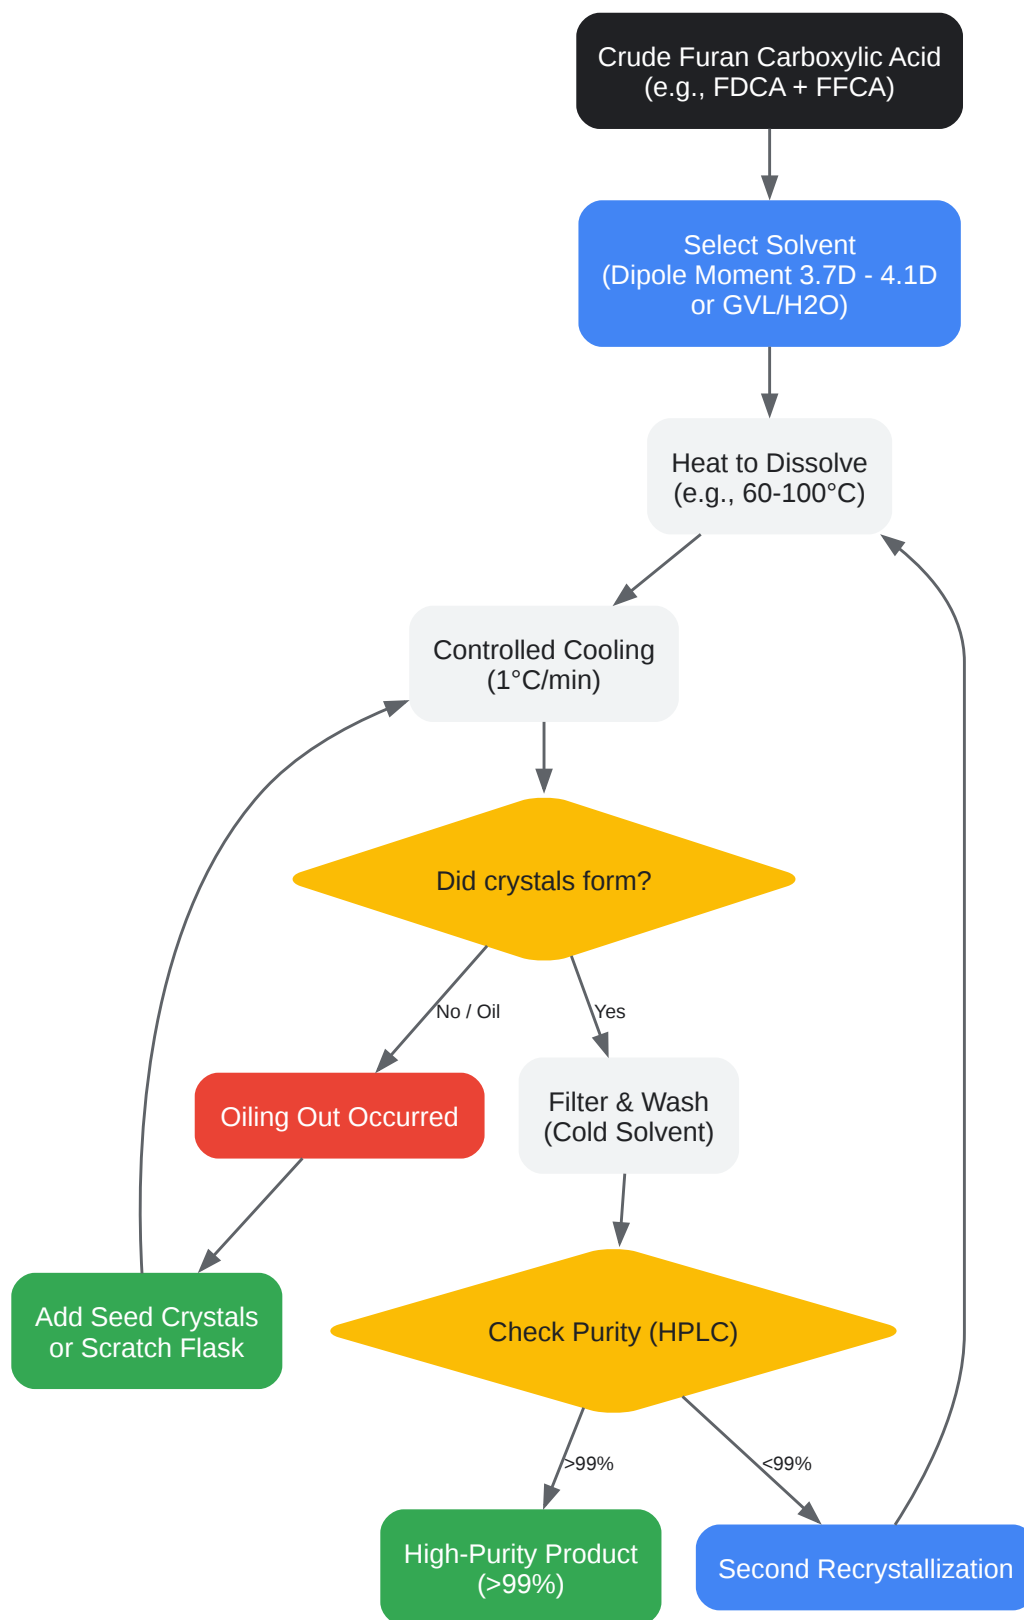 Crude Furan Carboxylic Acid
(e.g., FDCA + FFCA)
Select Solvent
(Dipole Moment 3.7D - 4.1D
or GVL/H2O)
Heat to Dissolve
(e.g., 60-100°C)
Controlled Cooling
(1°C/min)
Did crystals form?
No / Oil
Yes
Oiling Out Occurred
Filter & Wash
(Cold Solvent)
Add Seed Crystals
or Scratch Flask
Check Purity (HPLC)
>99%
<99%
High-Purity Product
(>99%)
Second Recrystallization